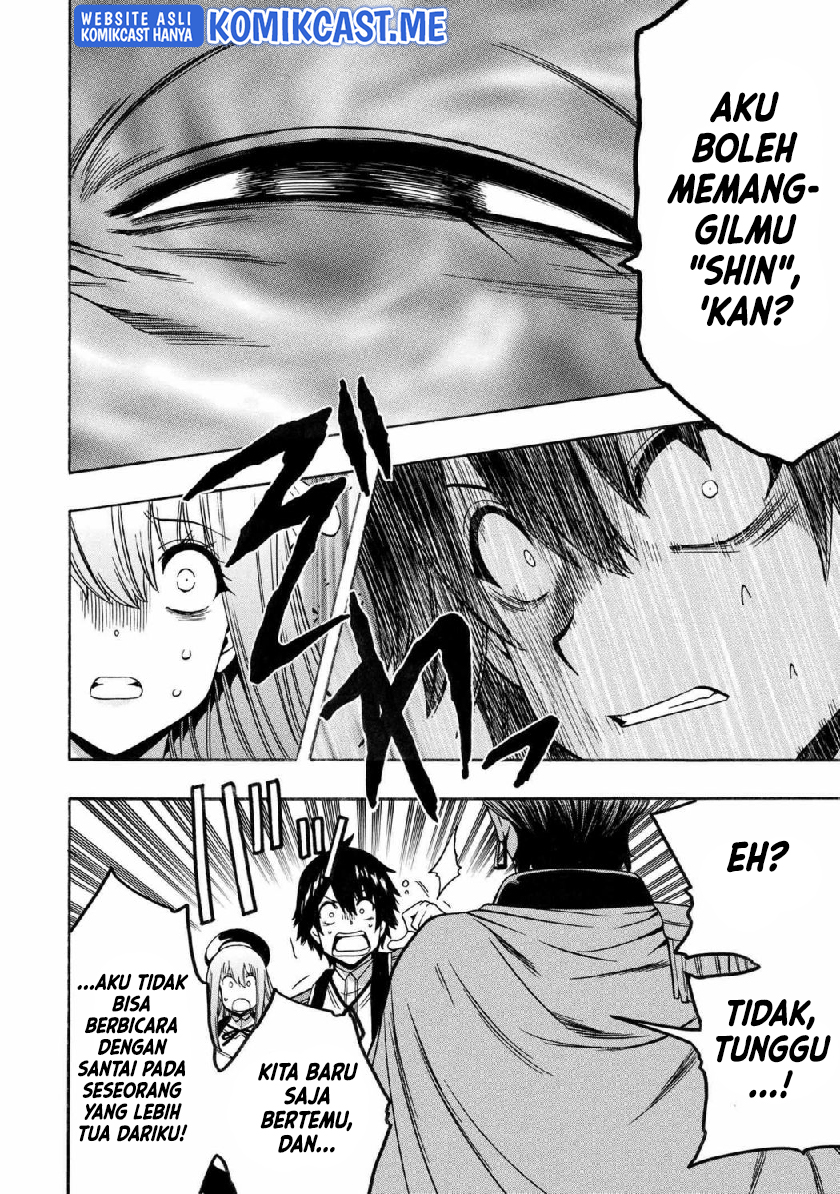 WEBSITE ASLI
KOMIKCAST HANYA
KOMIKCAST.ME
AKU
BOLEH
MEMANG-
GILMU
"SHIN",
'KAN?
EH?
TIDAK,
TUNGGU
...!
KITA BARU
SAJA
BERTEMU,
DAN...
...AKU TIDAK
BISA
BERBICARA
DENGAN
SANTAI PADA
SESEORANG
YANG LEBIH
TUA DARIKU!